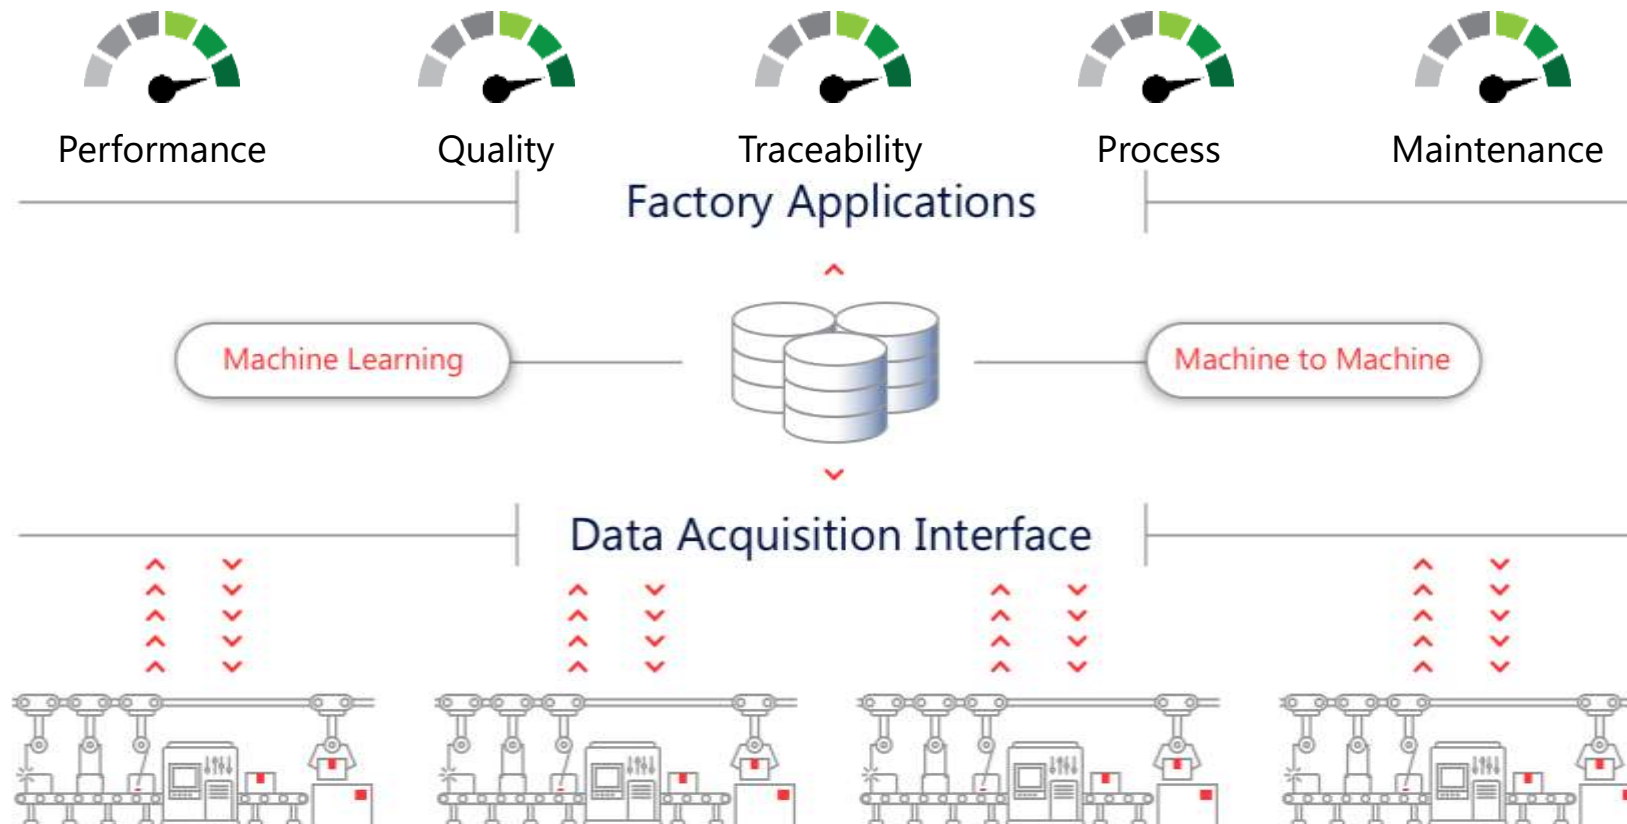 Performance
Quality
Traceability
Process
Maintenance
Factory Applications
Machine Learning
Machine to Machine
Data Acquisition Interface